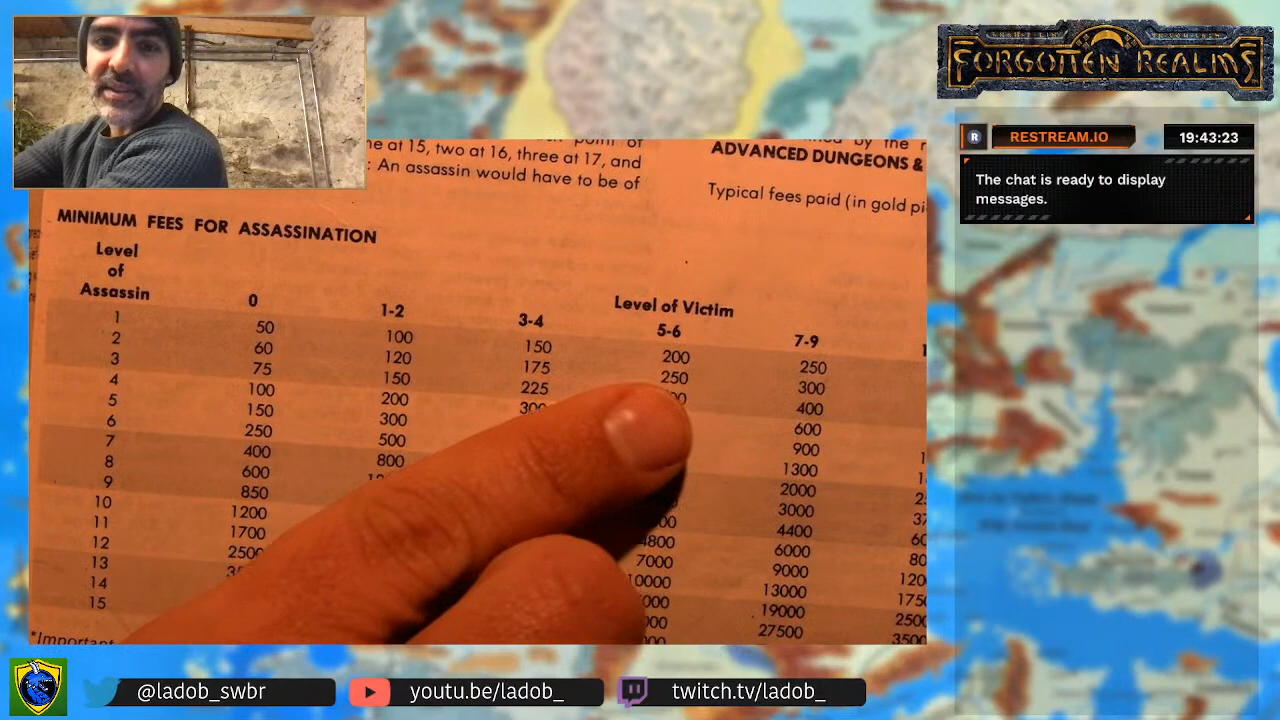 ne at 15, two at 16, three at 17, and
: An assassin would have to be of
ADVANCED DUNGEONS &
Typical fees paid (in gold
MINIMUM FEES FOR ASSASSINATION
Level of Assassin
Level of Victim
0 1-2 3-4 5-6 7-9
1 50 100 150 200 250
2 60 120 175 250 300
3 75 150 225 400
4 100 200 600
5 150 300 900
6 250 500 1300
7 400 800 2000
8 600 3000
9 850 4400
10 1200 4800 6000
11 1700 7000 9000
12 2500 10000 13000
13 19000
14 27500
15
*Important
FORGOTTEN REALMS
R RESTREAM.IO 19:43:23
The chat is ready to display
messages.
@ladob_swbr youtu.be/ladob_ twitch.tv/ladob_